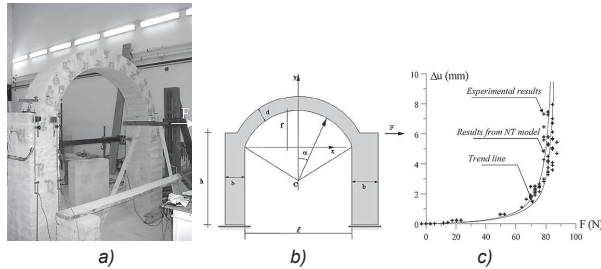 F
a)
y
d
f
F
α
x
h
b
b
C
ℓ
b)
Δu (mm)
10
8
6
4
2
0
Experimental results
Results from NT model
Trend line
F (N)
0
20
40
60
80
100
c)